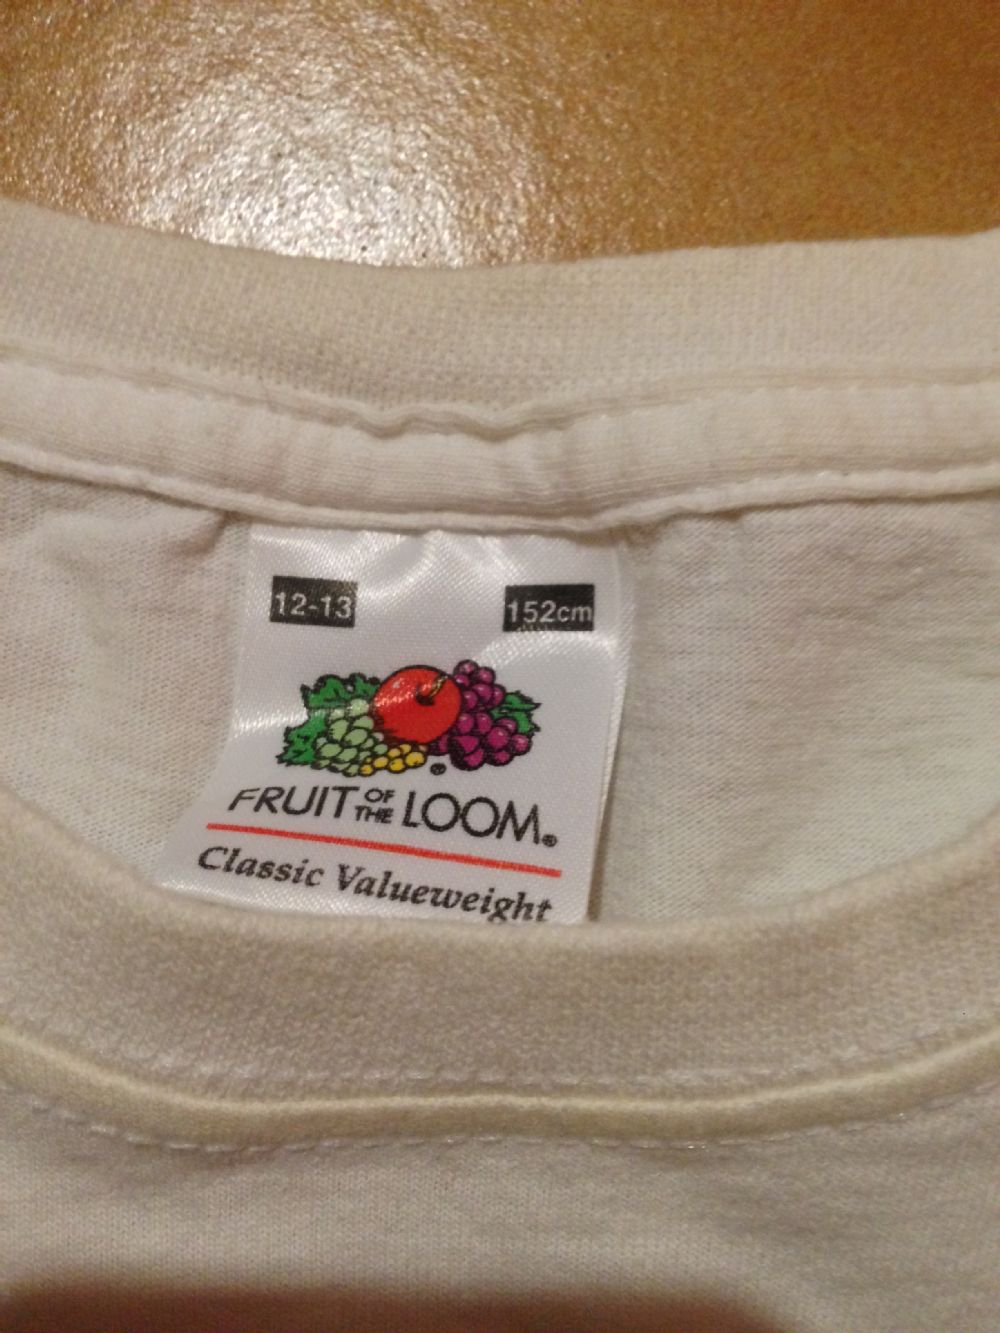 12-13 152cm
FRUIT OF THE LOOM®
Classic Valueweight